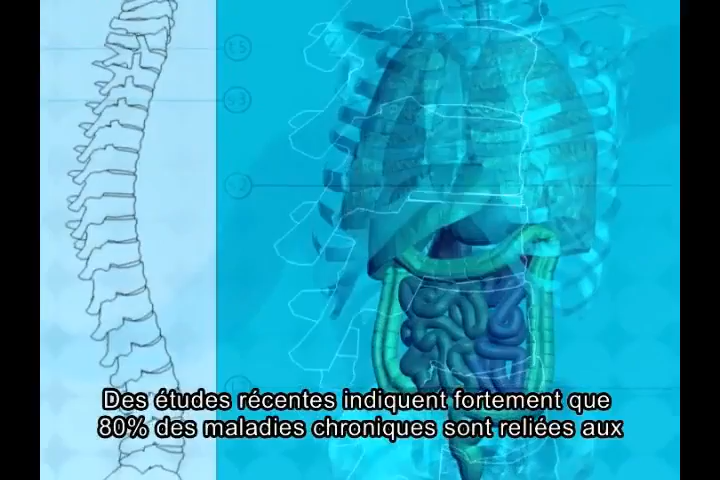 Des études récentes indiquent fortement que
80% des maladies chroniques sont reliées aux